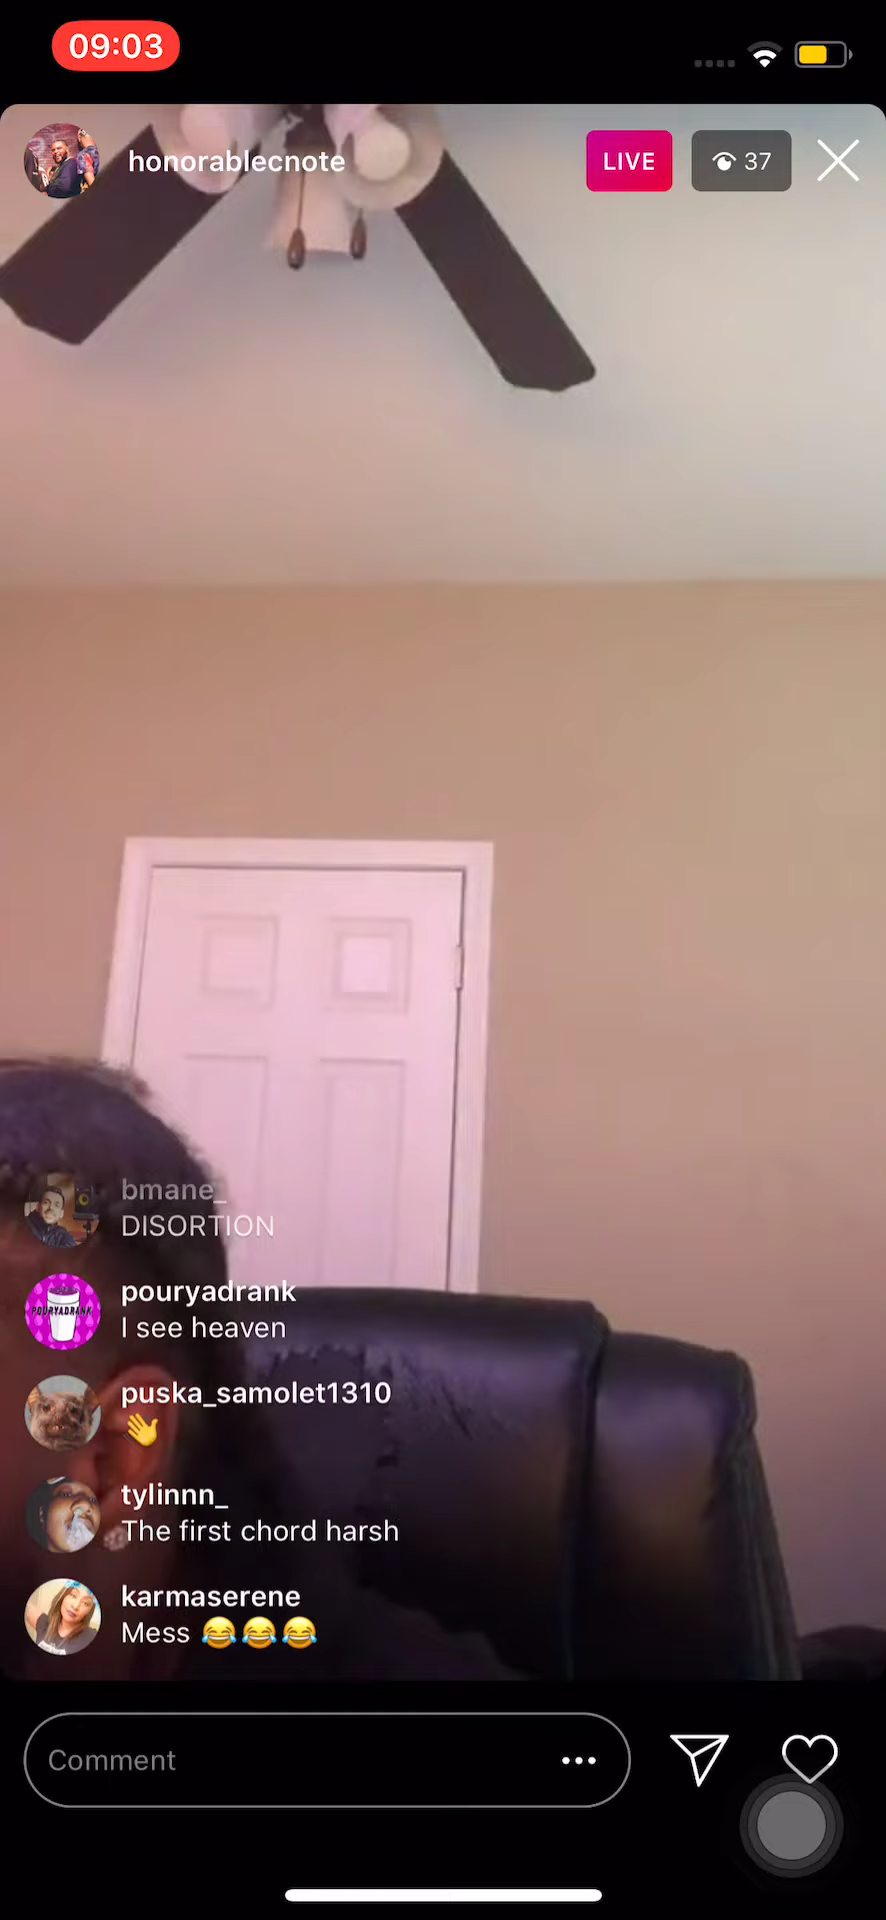 09:03
honorablecnote
LIVE
37
bmane_
DISORTION
pouryadrank
I see heaven
POURYADRANK
puska_samolet1310
👋
tylinnn_
The first chord harsh
karmaserene
Mess 😂😂😂
Comment